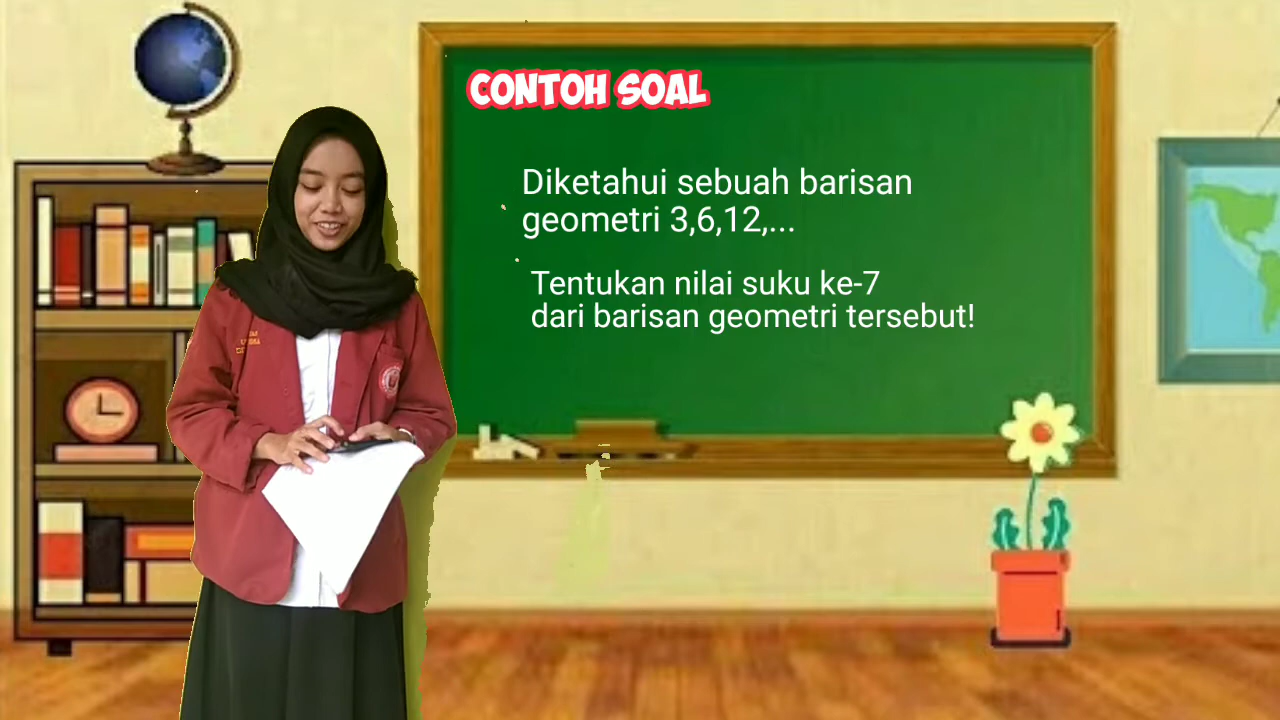 CONTOH SOAL
Diketahui sebuah barisan
geometri 3,6,12,...
Tentukan nilai suku ke-7
dari barisan geometri tersebut!